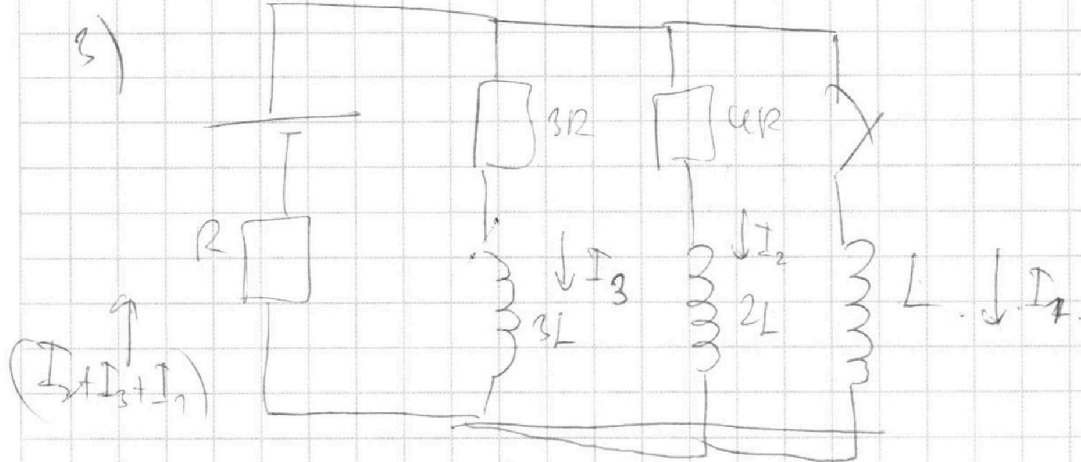 3)
3R
4R
R
↓ I₃
↓ I₂
3L
2L
L
↓ I₁
(I₂+I₃+I₁)